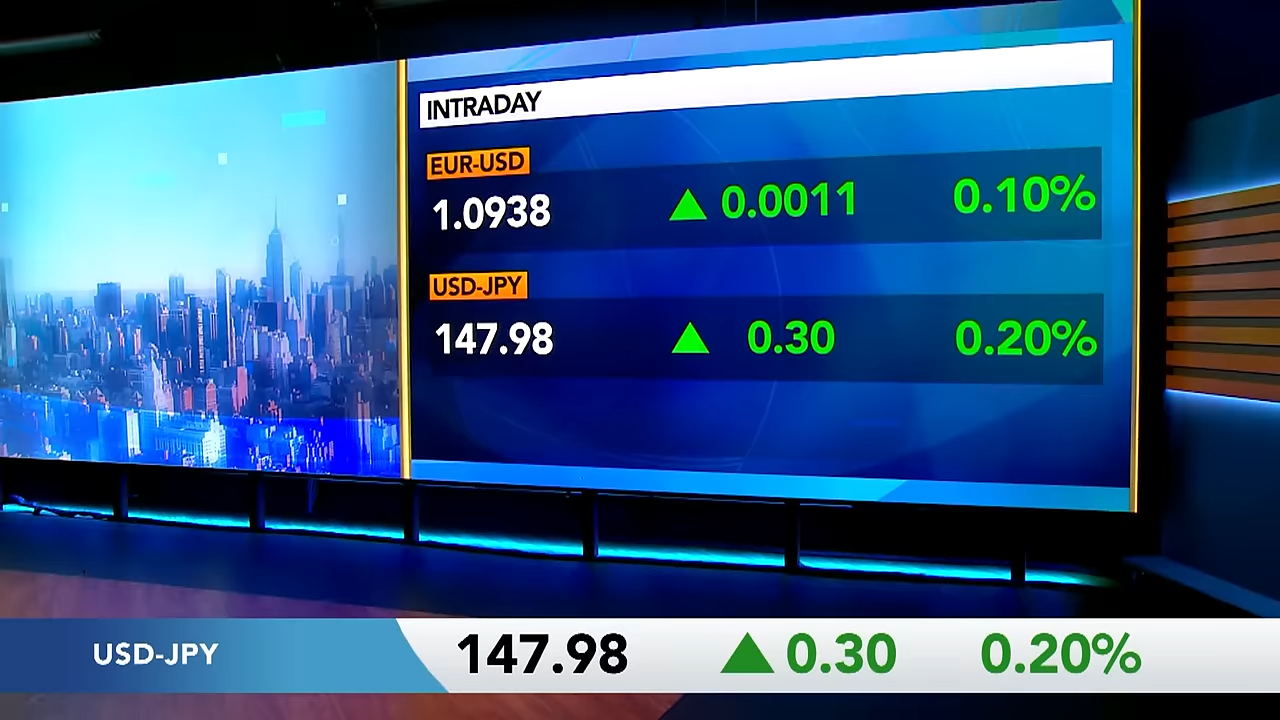 INTRADAY
EUR-USD
1.0938 ▲ 0.0011 0.10%
USD-JPY
147.98 ▲ 0.30 0.20%
USD-JPY 147.98 ▲ 0.30 0.20%